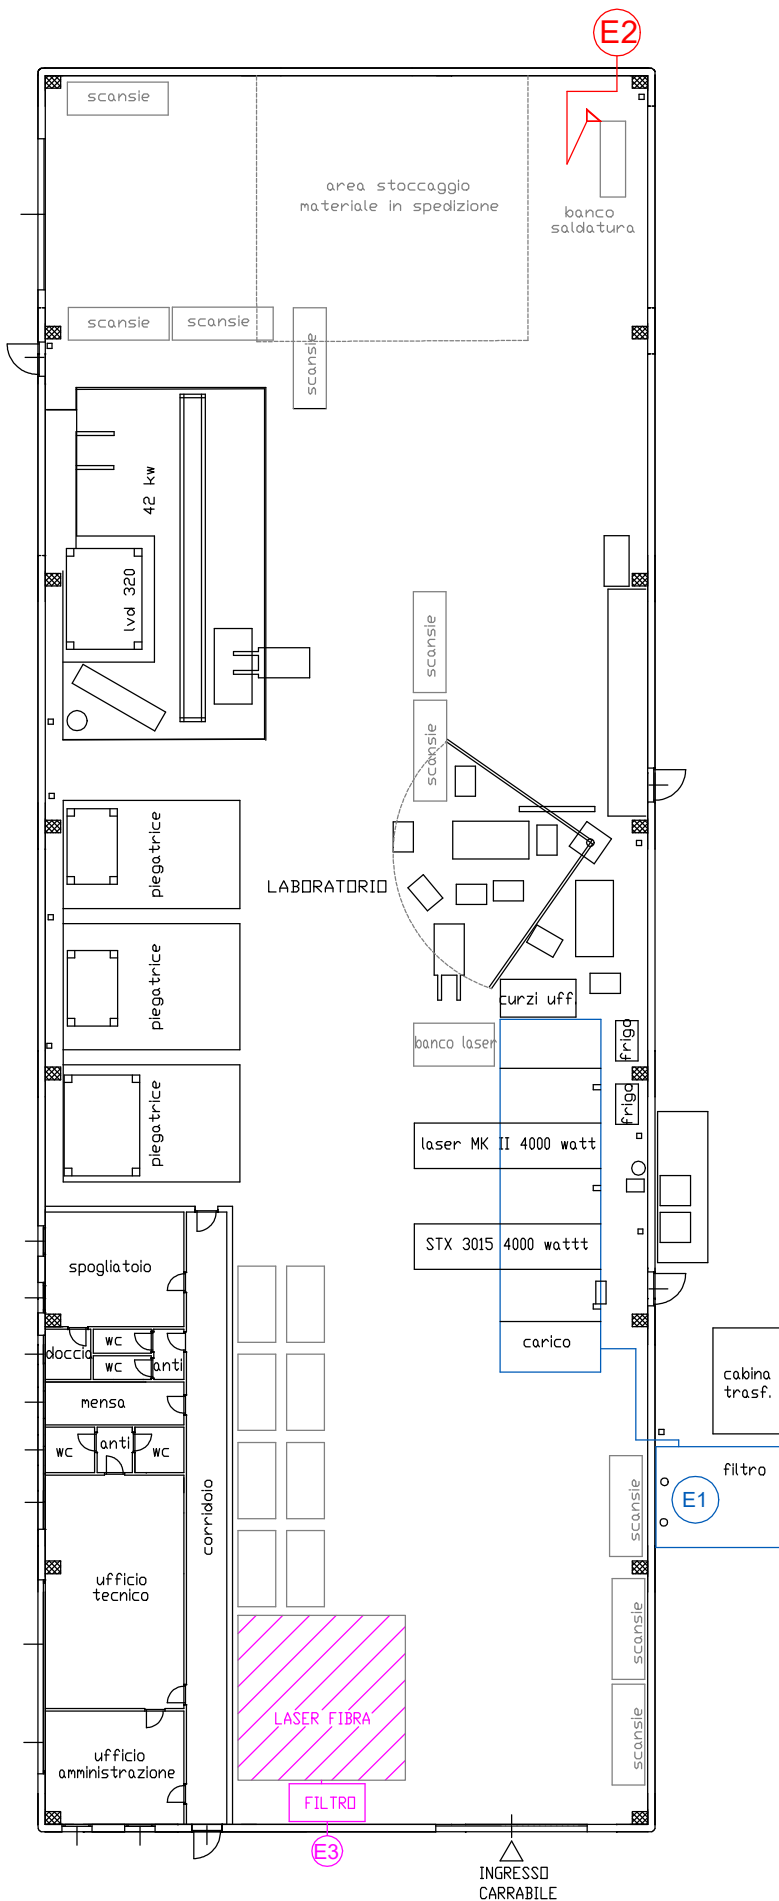 E2
scansie
area stoccaggio
materiale in spedizione
banco
saldatura
scansie
scansie
scansie
42 kw
lvd 320
scansie
scansie
piegatrice
LABORATORIO
piegatrice
curzi uff.
banco laser
frigo
frigo
piegatrice
laser MK II 4000 watt
STX 3015 4000 wattt
spogliatoio
wc
doccia
wc
anti
carico
mensa
cabina
trasf.
anti
wc
wc
filtro
E1
scansie
corridoio
ufficio
tecnico
scansie
LASER FIBRA
scansie
ufficio
amministrazione
FILTRO
E3
INGRESSO
CARRABILE